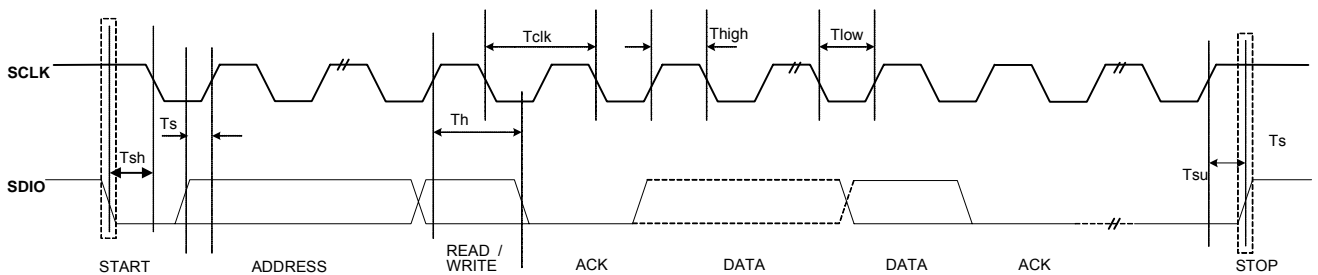 Tclk
Thigh
Tlow
SCLK
Ts
Th
Tsh
Ts
SDIO
Tsu
START
ADDRESS
READ /
WRITE
ACK
DATA
DATA
ACK
STOP